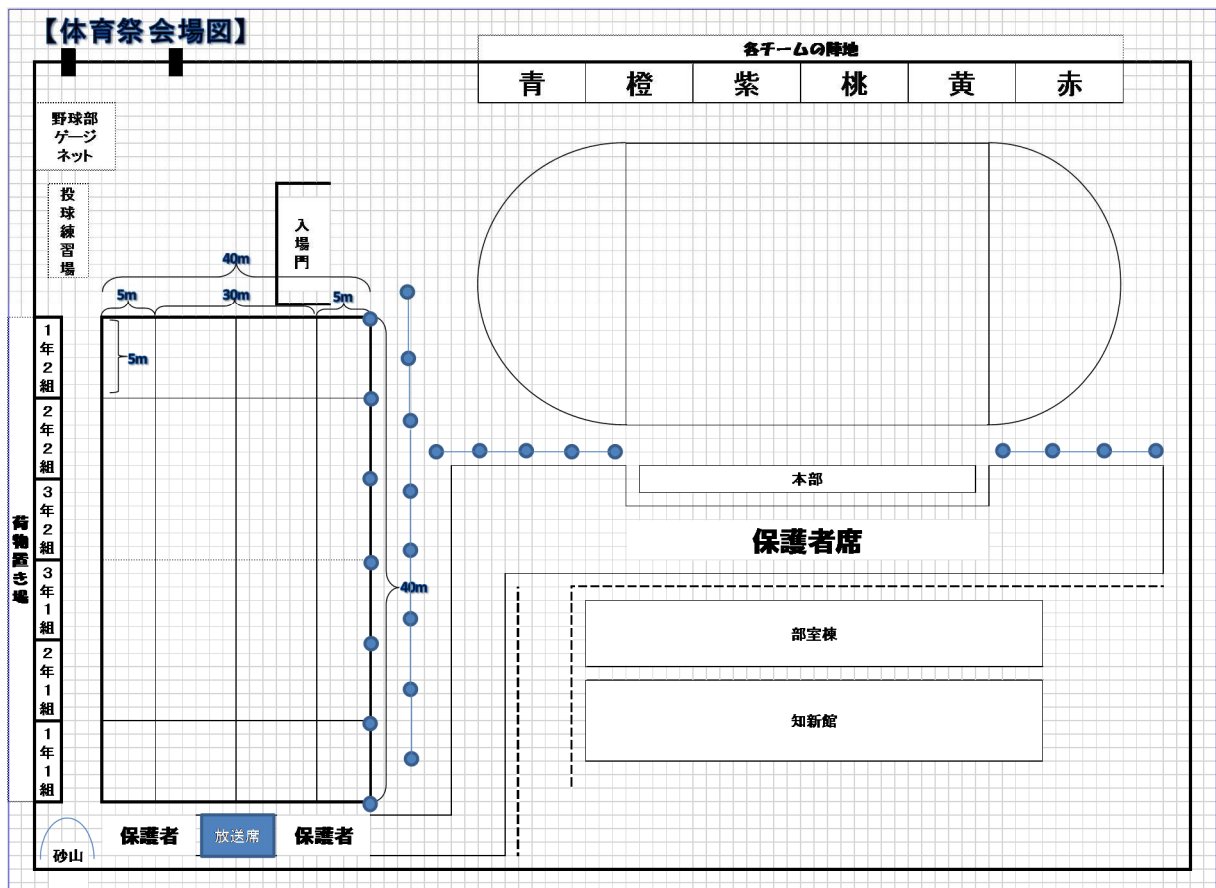 【体育祭 会場図】
各チームの陣地
青 橙 紫 桃 黄 赤
野球部
ゲージ
ネット
投球練習場
入場門
40m
5m 30m 5m
5m
40m
荷物置き場
1年2組
2年2組
3年2組
3年1組
2年1組
1年1組
本部
保護者席
部室棟
知新館
保護者 放送席 保護者
砂山